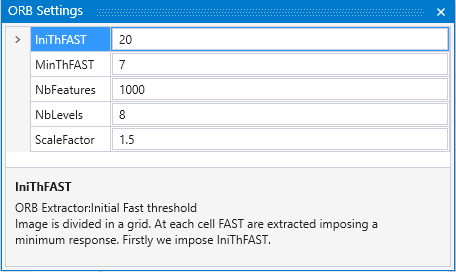 ORB Settings
IniThFAST 20
MinThFAST 7
NbFeatures 1000
NbLevels 8
ScaleFactor 1.5
IniThFAST
ORB Extractor:Initial Fast threshold
Image is divided in a grid. At each cell FAST are extracted imposing a
minimum response. Firstly we impose IniThFAST.